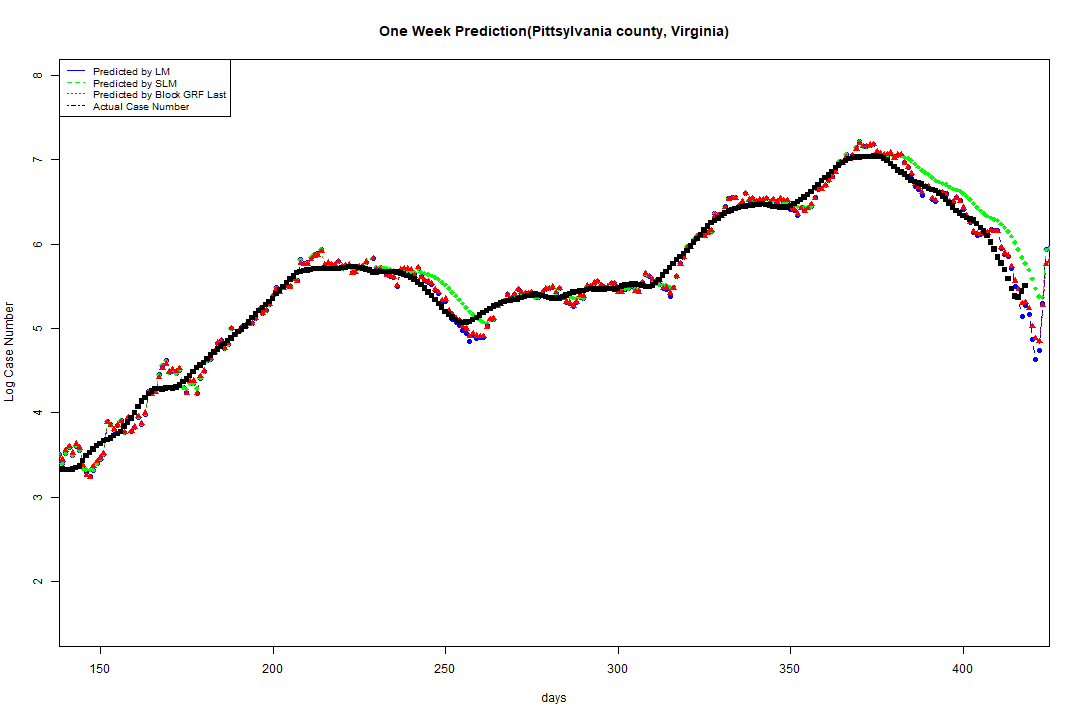 One Week Prediction(Pittsylvania county, Virginia)
Predicted by LM
Predicted by SLM
Predicted by Block GRF Last
Actual Case Number
8
7
6
5
4
3
2
Log Case Number
150 200 250 300 350 400
days